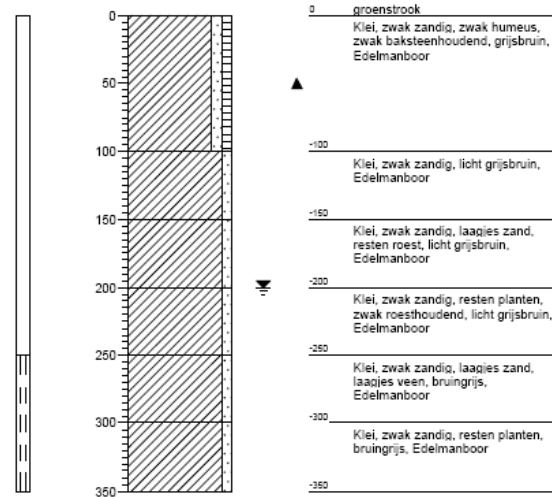 0
50
100
150
200
250
300
350
0 groenstrook
Klei, zwak zandig, zwak humeus,
zwak baksteenhoudend, grijsbruin,
Edelmanboor
-100
Klei, zwak zandig, licht grijsbruin,
Edelmanboor
-150
Klei, zwak zandig, laagjes zand,
resten roest, licht grijsbruin,
Edelmanboor
-200
Klei, zwak zandig, resten planten,
zwak roesthoudend, licht grijsbruin,
Edelmanboor
-250
Klei, zwak zandig, laagjes zand,
laagjes veen, bruingrijs,
Edelmanboor
-300
Klei, zwak zandig, resten planten,
bruingrijs, Edelmanboor
-350